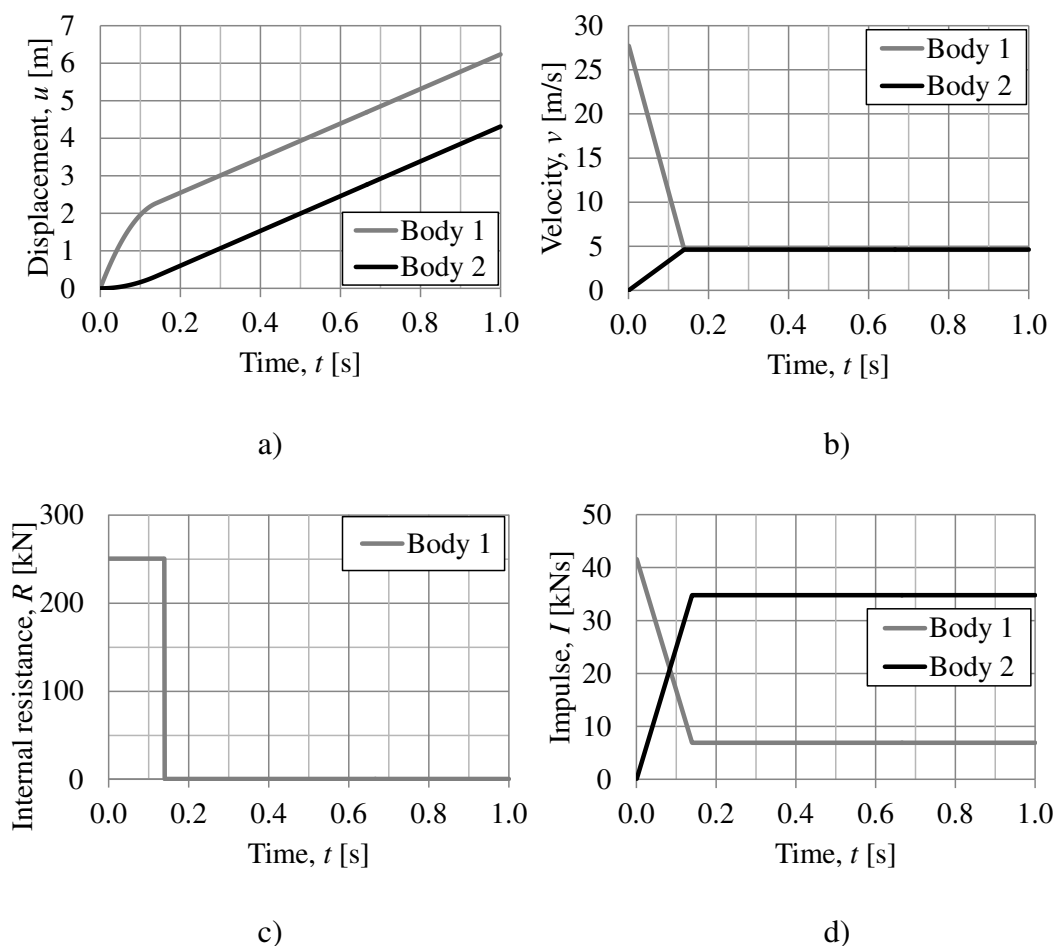 7
6
5
4
3
2
1
0
Displacement, u [m]
Body 1
Body 2
0.0 0.2 0.4 0.6 0.8 1.0
Time, t [s]
a)
30
25
20
15
10
5
0
Velocity, v [m/s]
Body 1
Body 2
0.0 0.2 0.4 0.6 0.8 1.0
Time, t [s]
b)
300
200
100
0
Internal resistance, R [kN]
Body 1
0.0 0.2 0.4 0.6 0.8 1.0
Time, t [s]
c)
50
40
30
20
10
0
Impulse, I [kNs]
Body 1
Body 2
0.0 0.2 0.4 0.6 0.8 1.0
Time, t [s]
d)